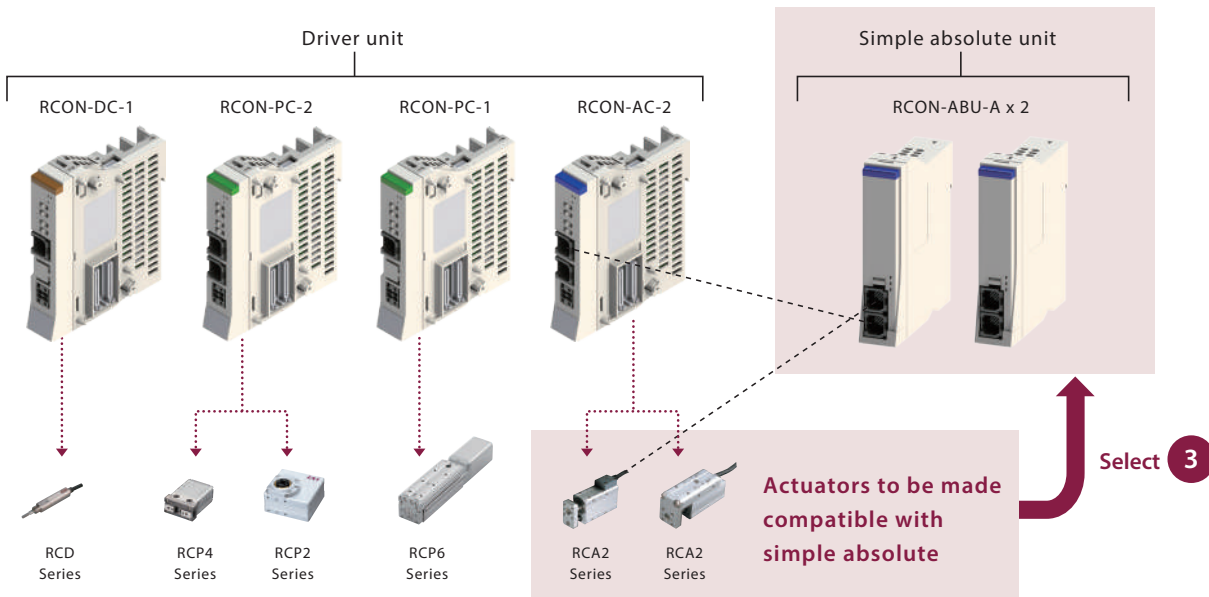 Driver unit
Simple absolute unit
RCON-DC-1
RCON-PC-2
RCON-PC-1
RCON-AC-2
RCON-ABU-A x 2
Select 3
Actuators to be made
compatible with
simple absolute
RCD
Series
RCP4
Series
RCP2
Series
RCP6
Series
RCA2
Series
RCA2
Series